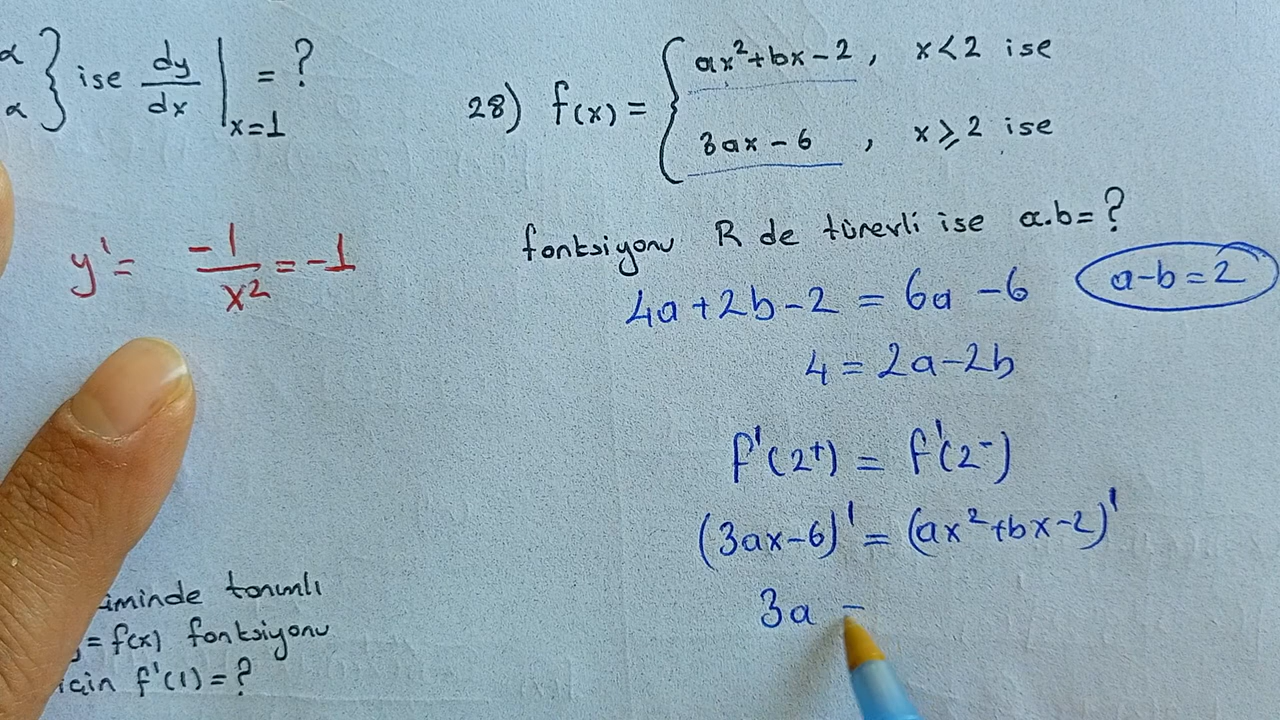 α
α } ise dy/dx | x=1 = ?
y' = -1/x² = -1
iminde tanımlı
= f(x) fonksiyonu
için f'(1) = ?
28) f(x) = { ax²+bx-2, x<2 ise
3ax-6, x≥2 ise
fonksiyonu R de türevli ise a.b=?
4a+2b-2 = 6a-6
a-b=2
4 = 2a-2b
f'(2⁺) = f'(2⁻)
(3ax-6)' = (ax²+bx-2)'
3a =